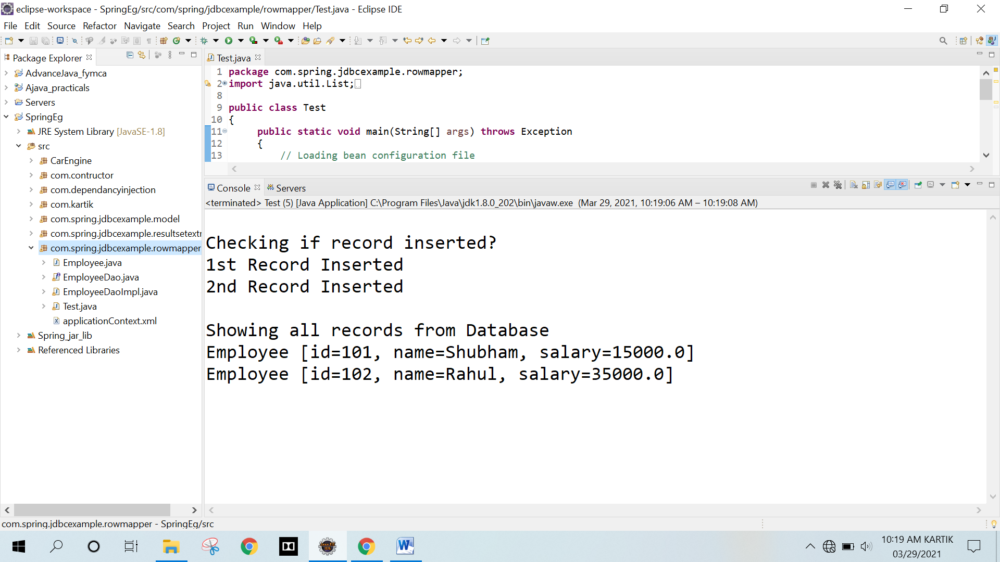 eclipse-workspace - SpringEg/src/com/spring/jdbcexample/rowmapper/Test.java - Eclipse IDE
File Edit Source Refactor Navigate Search Project Run Window Help
Package Explorer
AdvanceJava_fymca
Ajava_practicals
Servers
SpringEg
JRE System Library [JavaSE-1.8]
src
CarEngine
com.contructor
com.dependancyinjection
com.kartik
com.spring.jdbcexample.model
com.spring.jdbcexample.resultsetextr
com.spring.jdbcexample.rowmapper
Employee.java
EmployeeDao.java
EmployeeDaoImpl.java
Test.java
applicationContext.xml
Spring_jar_lib
Referenced Libraries
Test.java
1 package com.spring.jdbcexample.rowmapper;
2 import java.util.List;
8
9 public class Test
10 {
11 public static void main(String[] args) throws Exception
12 {
13 // Loading bean configuration file
Console Servers
<terminated> Test (5) [Java Application] C:\Program Files\Java\jdk1.8.0_202\bin\javaw.exe (Mar 29, 2021, 10:19:06 AM – 10:19:08 AM)
Checking if record inserted?
1st Record Inserted
2nd Record Inserted
Showing all records from Database
Employee [id=101, name=Shubham, salary=15000.0]
Employee [id=102, name=Rahul, salary=35000.0]
com.spring.jdbcexample.rowmapper - SpringEg/src
Java EE
IDE
W
10:19 AM KARTIK
03/29/2021